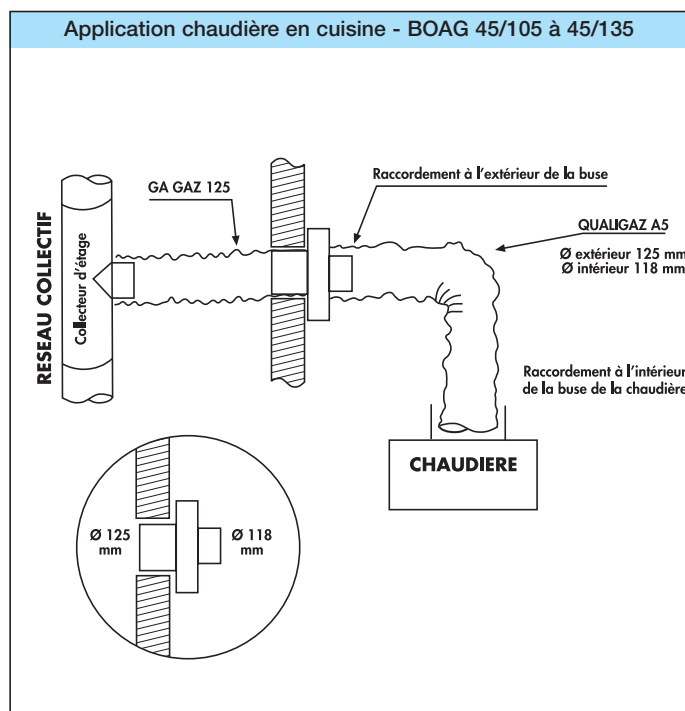 Application chaudière en cuisine - BOAG 45/105 à 45/135
GA GAZ 125
Raccordement à l'extérieur de la buse
QUALIGAZ A5
Ø extérieur 125 mm
Ø intérieur 118 mm
RESEAU COLLECTIF
Collecteur d'étage
Raccordement à l'intérieur
de la buse de la chaudière
CHAUDIERE
Ø 125
mm
Ø 118
mm